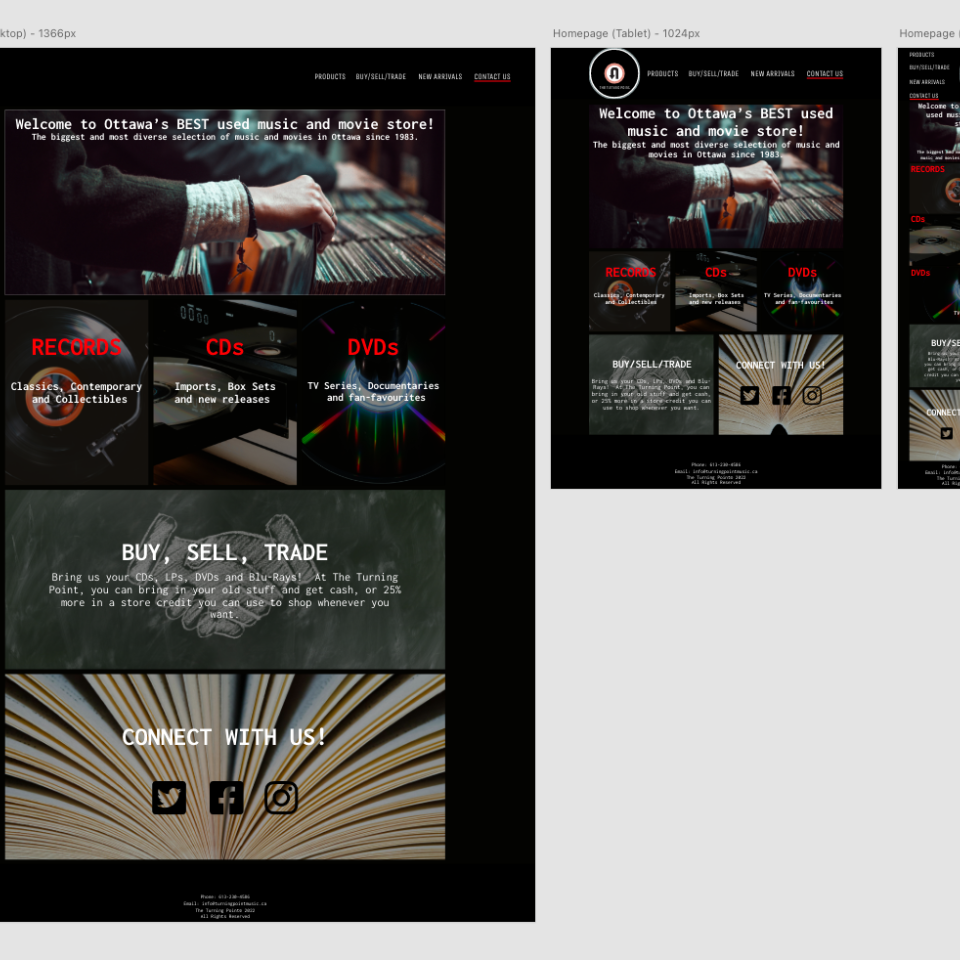 ktop) – 1366px
PRODUCTS BUY/SELL/TRADE NEW ARRIVALS CONTACT US
Welcome to Ottawa’s BEST used music and movie store!
The biggest and most diverse selection of music and movies in Ottawa since 1983.
RECORDS
Classics, Contemporary
and Collectibles
CDs
Imports, Box Sets
and new releases
DVDs
TV Series, Documentaries
and fan-favourites
BUY, SELL, TRADE
Bring us your CDs, LPs, DVDs and Blu-Rays! At The Turning
Point, you can bring in your old stuff and get cash, or 25%
more in a store credit you can use to shop whenever you
want.
CONNECT WITH US!
Phone: 613-230-4586
Email: info@turningpointmusic.ca
The Turning Pointe 2022
All Rights Reserved
Homepage (Tablet) – 1024px
THE TURNING POINT
PRODUCTS BUY/SELL/TRADE NEW ARRIVALS CONTACT US
Welcome to Ottawa’s BEST used
music and movie store!
The biggest and most diverse selection of music and
movies in Ottawa since 1983.
RECORDS
Classics, Contemporary
and Collectibles
CDs
Imports, Box Sets
and new releases
DVDs
TV Series, Documentaries
and fan-favourites
BUY/SELL/TRADE
Bring us your CDs, LPs, DVDs and Blu-
Rays! At The Turning Point, you can
bring in your old stuff and get cash,
or 25% more in a store credit you can
use to shop whenever you want.
CONNECT WITH US!
Phone: 613-230-4586
Email: info@turningpointmusic.ca
The Turning Pointe 2022
All Rights Reserved
Homepage (
PRODUCTS
BUY/SELL/TRADE
NEW ARRIVALS
CONTACT US
Welcome to
used musi
The biggest and
music and movies
RECORDS
CDs
DVDs
BUY/SE
CONNECT
Phone:
Email: info@
The Turn
All Rig